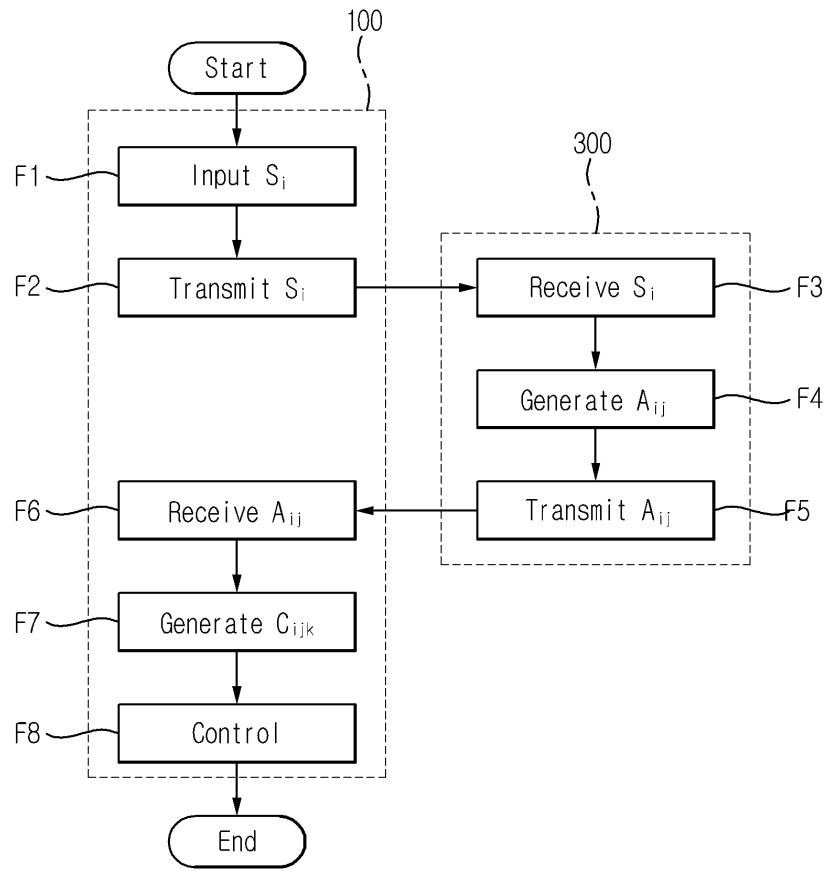 100
Start
300
F1
Input Sᵢ
F2
Transmit Sᵢ
Receive Sᵢ
F3
Generate Aᵢⱼ
F4
F6
Receive Aᵢⱼ
Transmit Aᵢⱼ
F5
F7
Generate Cᵢⱼₖ
F8
Control
End